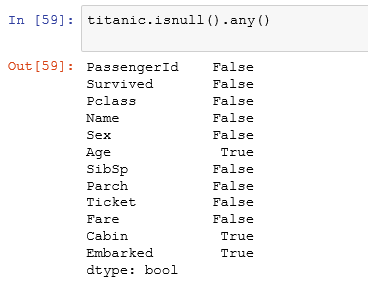 In [59]: titanic.isnull().any()
Out[59]: PassengerId    False
Survived       False
Pclass         False
Name           False
Sex            False
Age             True
SibSp          False
Parch          False
Ticket         False
Fare           False
Cabin           True
Embarked        True
dtype: bool